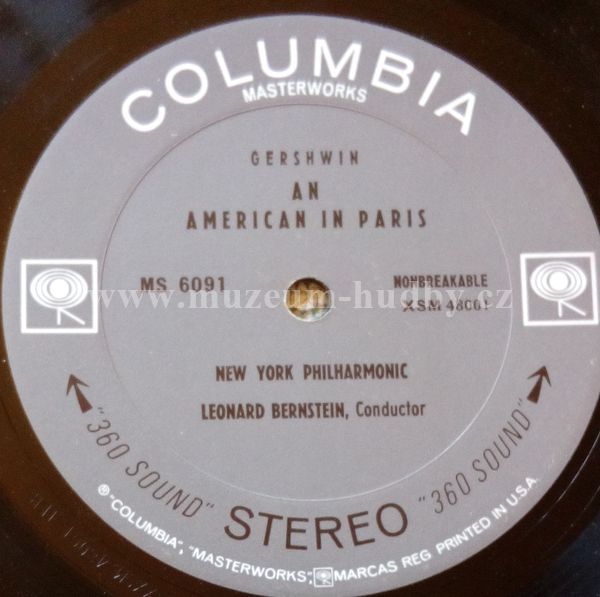 COLUMBIA
MASTERWORKS
GERSHWIN
AN
AMERICAN IN PARIS
MS 6091
NONBREAKABLE
www.muzeum-hudby.cz
NEW YORK PHILHARMONIC
LEONARD BERNSTEIN, Conductor
"360 SOUND" STEREO "360 SOUND"
® "COLUMBIA", "MASTERWORKS", MARCAS REG PRINTED IN U.S.A.